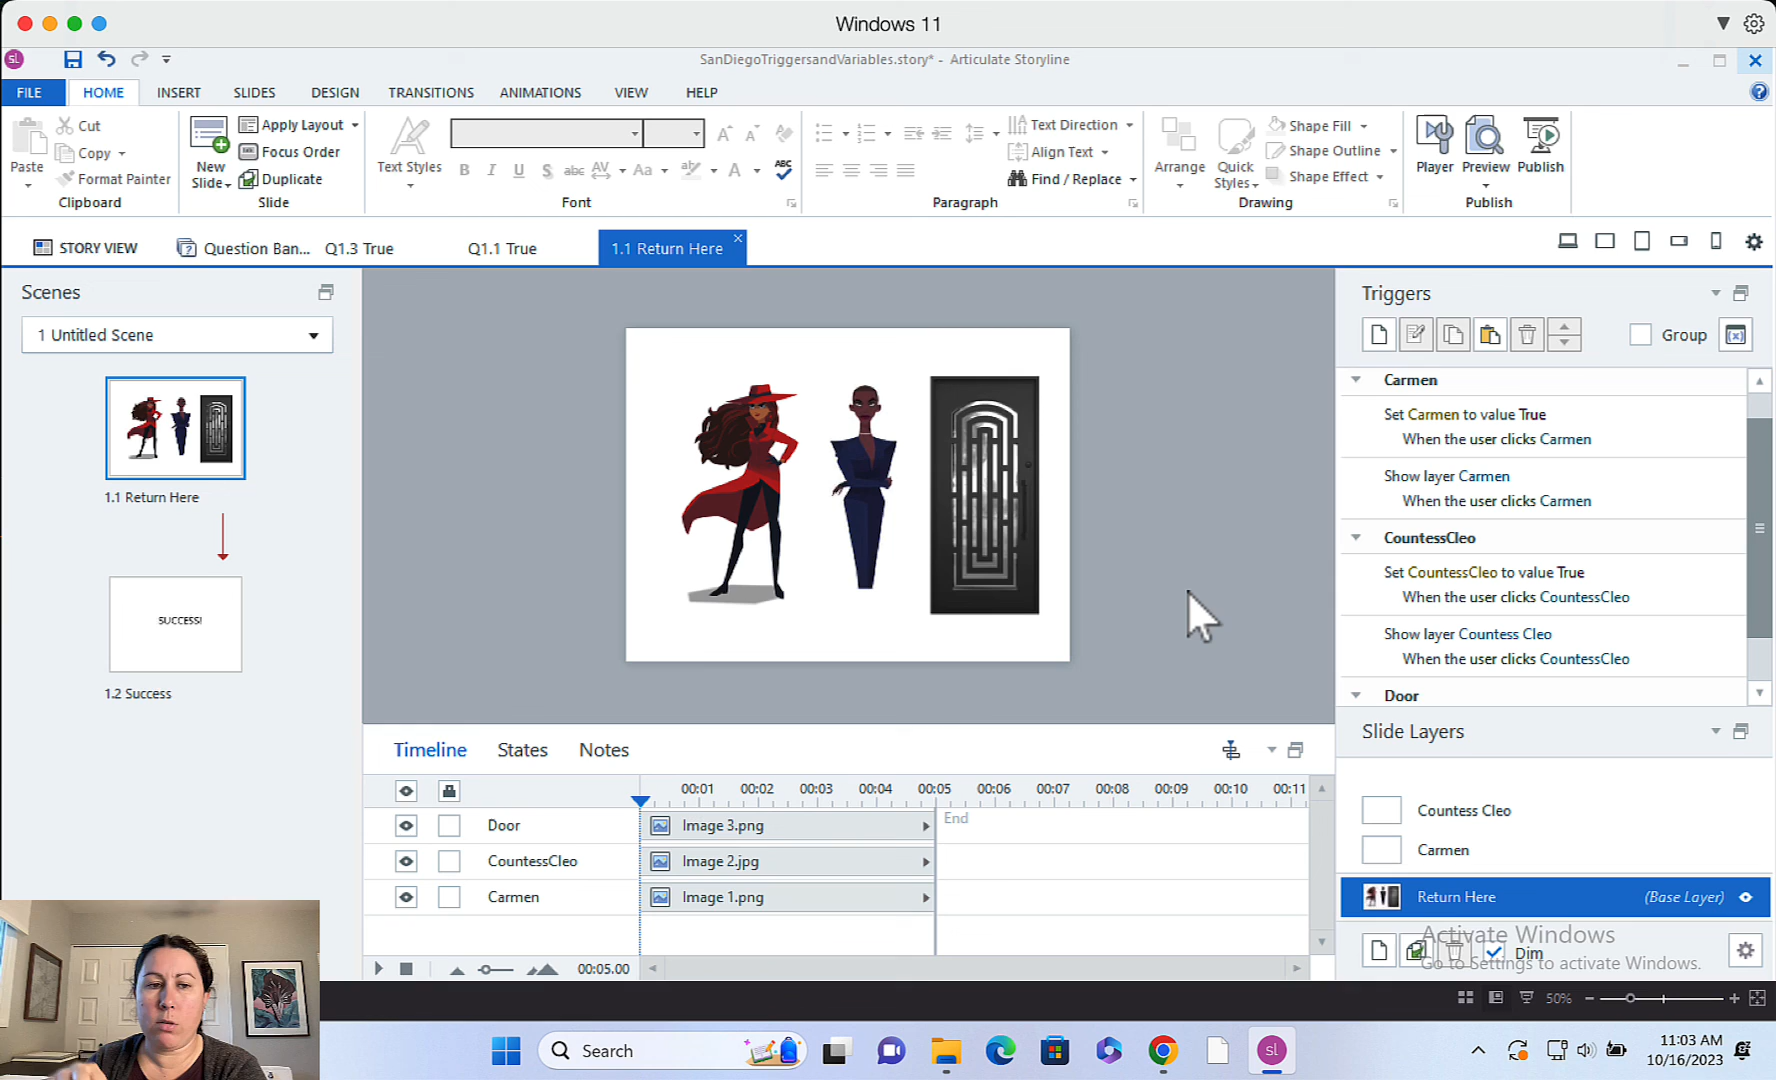 Windows 11
SanDiegoTriggersandVariables.story* - Articulate Storyline
FILE HOME INSERT SLIDES DESIGN TRANSITIONS ANIMATIONS VIEW HELP
Paste
Cut
Copy
Format Painter
Clipboard
New Slide
Apply Layout
Focus Order
Duplicate
Slide
Text Styles
B I U S abc AV Aa A
ABC
Font
Text Direction
Align Text
Find / Replace
Paragraph
Arrange
Quick Styles
Shape Fill
Shape Outline
Shape Effect
Drawing
Player
Preview
Publish
Publish
STORY VIEW
Question Ban...
Q1.3 True
Q1.1 True
1.1 Return Here
Scenes
1 Untitled Scene
1.1 Return Here
SUCCESS!
1.2 Success
Triggers
Group
Carmen
Set Carmen to value True
When the user clicks Carmen
Show layer Carmen
When the user clicks Carmen
CountessCleo
Set CountessCleo to value True
When the user clicks CountessCleo
Show layer Countess Cleo
When the user clicks CountessCleo
Door
Slide Layers
Countess Cleo
Carmen
Return Here (Base Layer)
Dim
Activate Windows
Go to Settings to activate Windows.
Timeline States Notes
00:01 00:02 00:03 00:04 00:05 00:06 00:07 00:08 00:09 00:10 00:11
Door Image 3.png End
CountessCleo Image 2.jpg
Carmen Image 1.png
00:05.00
50%
Search
sl
11:03 AM
10/16/2023